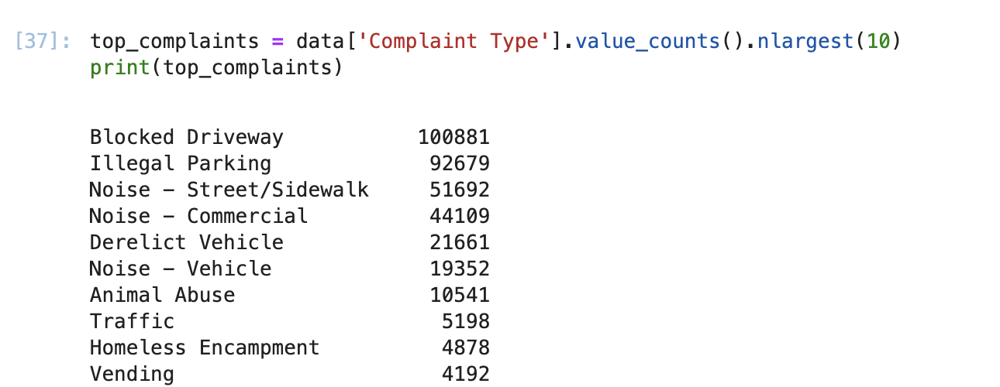 [37]: top_complaints = data['Complaint Type'].value_counts().nlargest(10)
print(top_complaints)
Blocked Driveway 100881
Illegal Parking 92679
Noise - Street/Sidewalk 51692
Noise - Commercial 44109
Derelict Vehicle 21661
Noise - Vehicle 19352
Animal Abuse 10541
Traffic 5198
Homeless Encampment 4878
Vending 4192